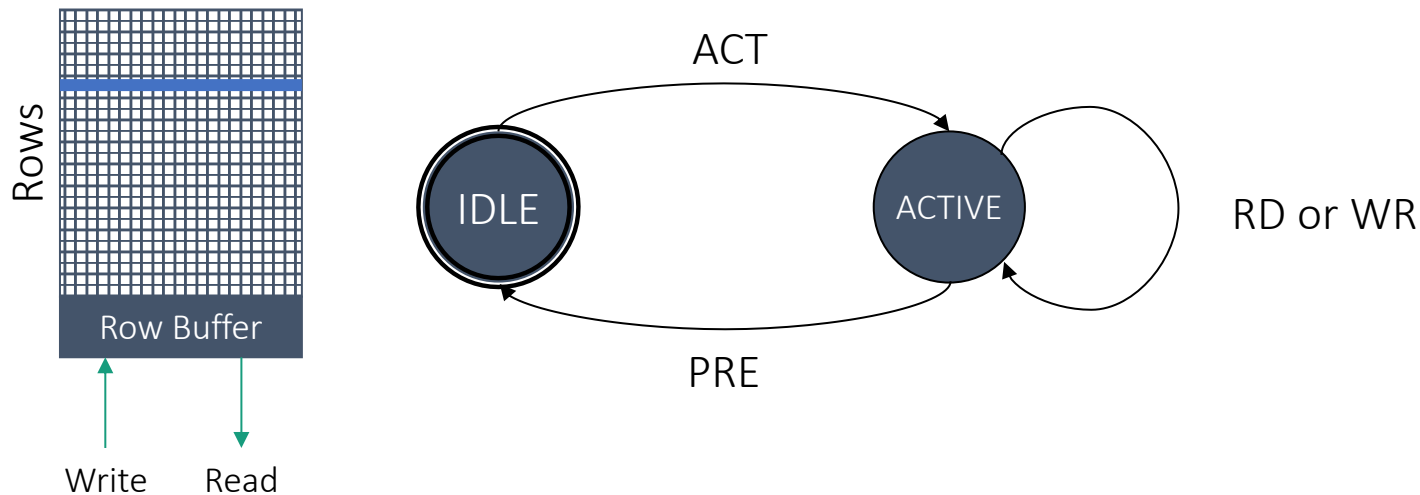 Rows
Row Buffer
Write
Read
ACT
IDLE
ACTIVE
RD or WR
PRE